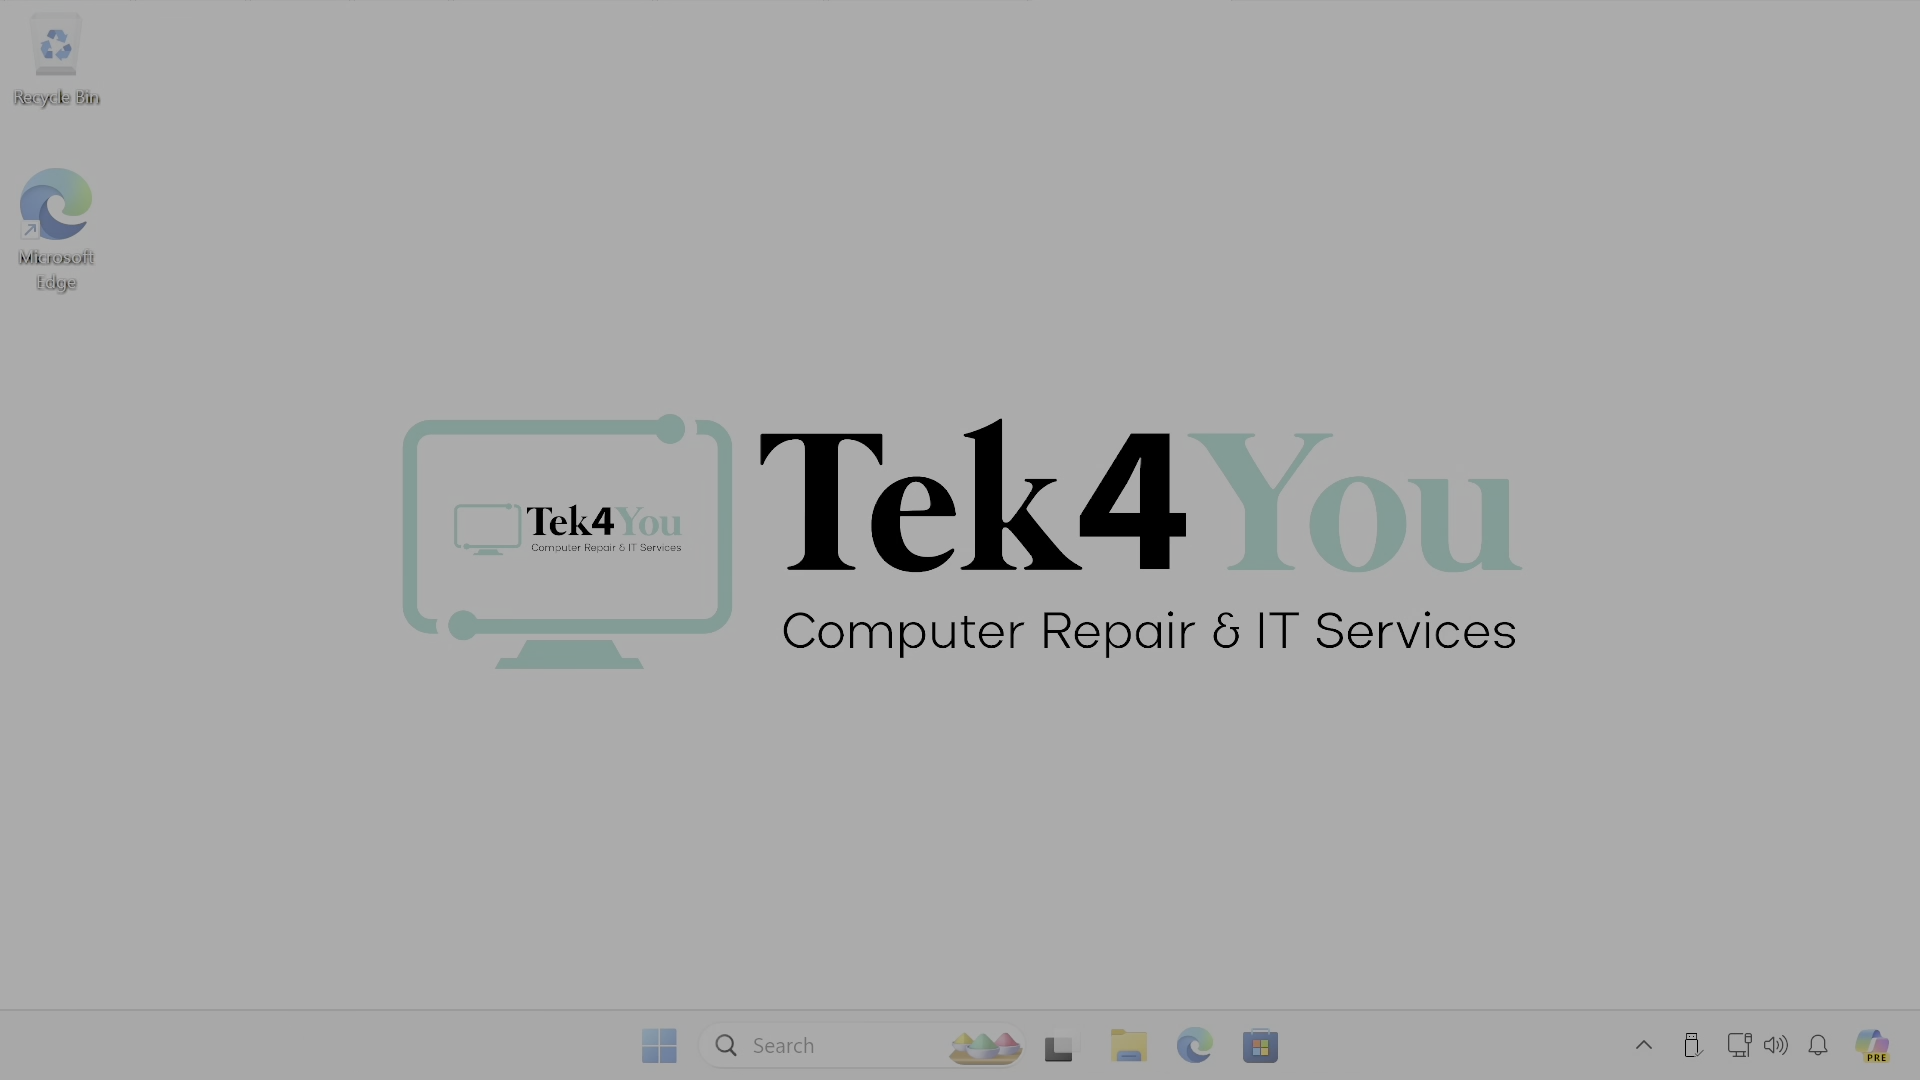 Recycle Bin
Microsoft
Edge
Tek4You
Computer Repair & IT Services
Tek4You
Computer Repair & IT Services
Search
PRE